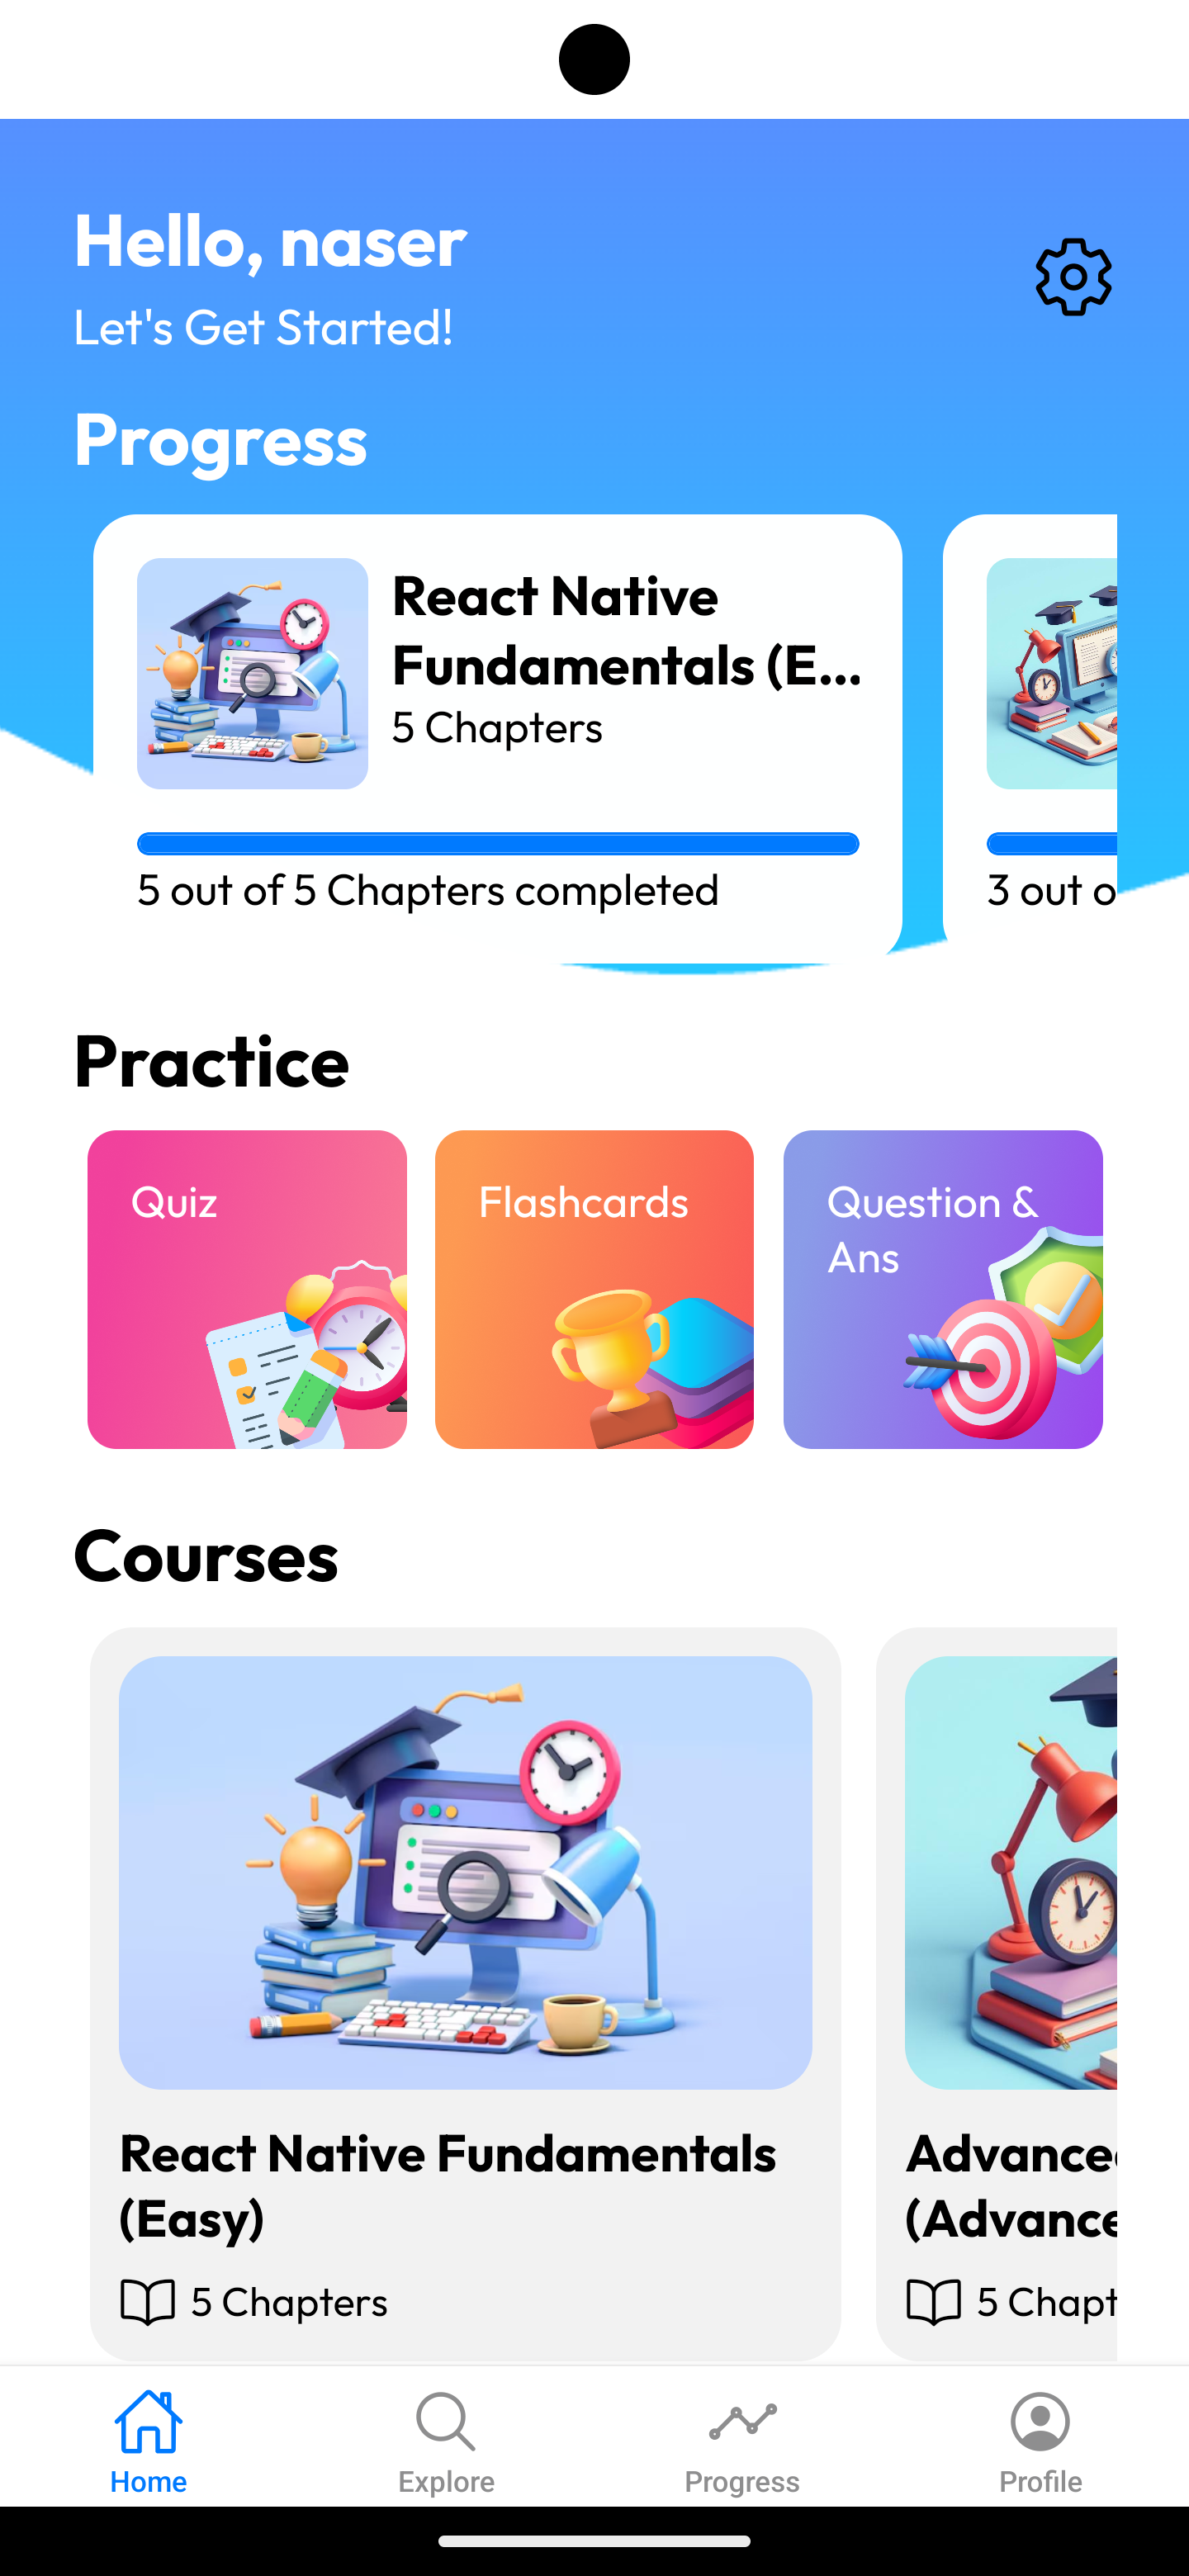 Hello, naser
Let's Get Started!
Progress
React Native
Fundamentals (E...
5 Chapters
5 out of 5 Chapters completed
3 out o
Practice
Quiz
Flashcards
Question &
Ans
Courses
React Native Fundamentals
(Easy)
5 Chapters
Advance
(Advance
5 Chapt
Home
Explore
Progress
Profile